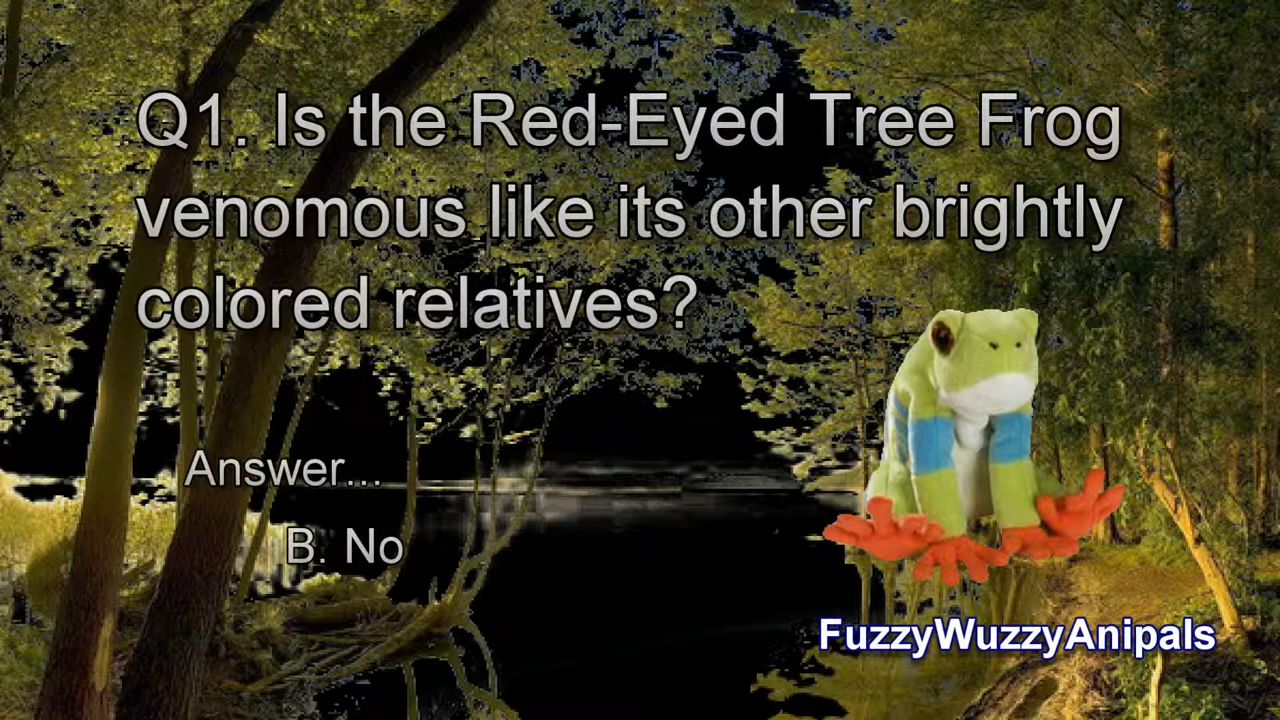 Q1. Is the Red-Eyed Tree Frog
venomous like its other brightly
colored relatives?
Answer...
B. No
FuzzyWuzzyAnipals